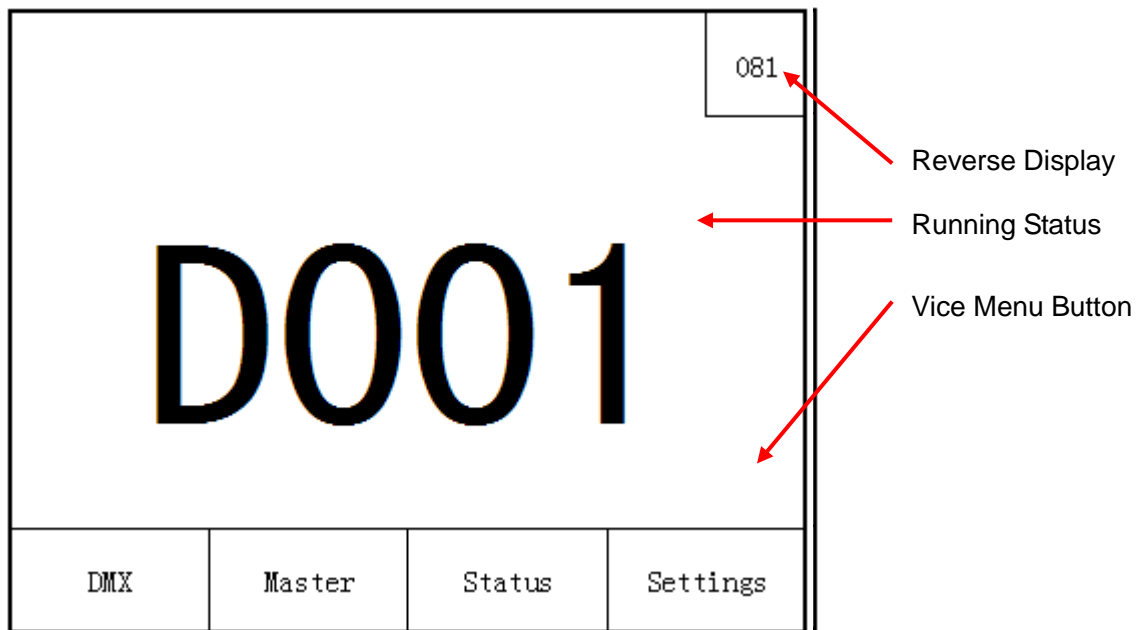 081
Reverse Display
Running Status
Vice Menu Button
D001
DMX Master Status Settings